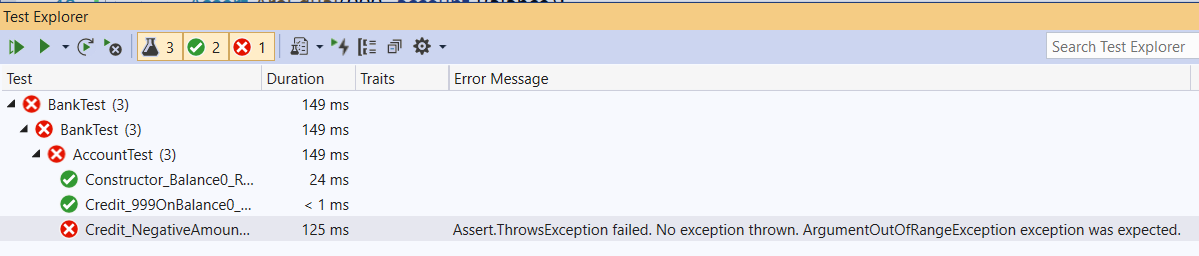 Test Explorer
3 2 1
Search Test Explorer
Test Duration Traits Error Message
BankTest (3) 149 ms
BankTest (3) 149 ms
AccountTest (3) 149 ms
Constructor_Balance0_R... 24 ms
Credit_999OnBalance0_... < 1 ms
Credit_NegativeAmoun... 125 ms Assert.ThrowsException failed. No exception thrown. ArgumentOutOfRangeException exception was expected.